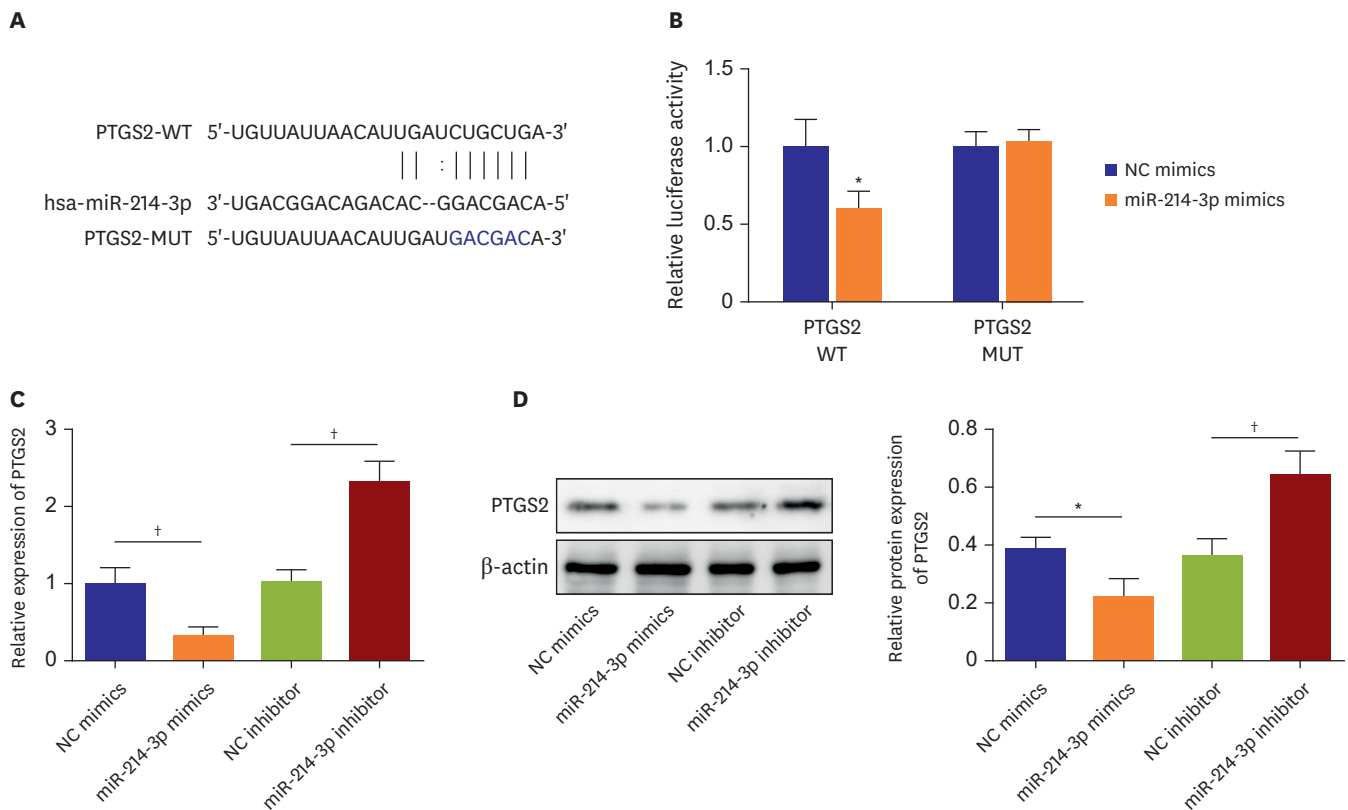 A
PTGS2-WT 5'-UGUUAUUAACAUUGAUCUGCUGA-3'
hsa-miR-214-3p 3'-UGACGGACAGACAC--GGACGACA-5'
PTGS2-MUT 5'-UGUUAUUAACAUUGAUGACGACA-3'
B
Relative luciferase activity
1.5
1.0
0.5
0
*
PTGS2
WT
PTGS2
MUT
NC mimics
miR-214-3p mimics
C
Relative expression of PTGS2
3
2
1
0
†
†
NC mimics
miR-214-3p mimics
NC inhibitor
miR-214-3p inhibitor
D
PTGS2
β-actin
NC mimics
miR-214-3p mimics
NC inhibitor
miR-214-3p inhibitor
Relative protein expression
of PTGS2
0.8
0.6
0.4
0.2
0
*
†
NC mimics
miR-214-3p mimics
NC inhibitor
miR-214-3p inhibitor